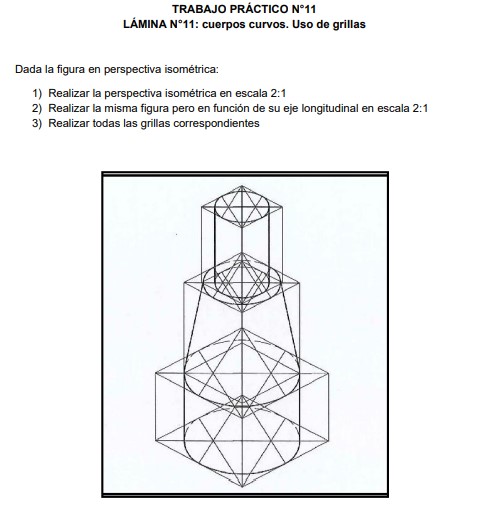 TRABAJO PRÁCTICO N°11
LÁMINA N°11: cuerpos curvos. Uso de grillas
Dada la figura en perspectiva isométrica:
1) Realizar la perspectiva isométrica en escala 2:1
2) Realizar la misma figura pero en función de su eje longitudinal en escala 2:1
3) Realizar todas las grillas correspondientes